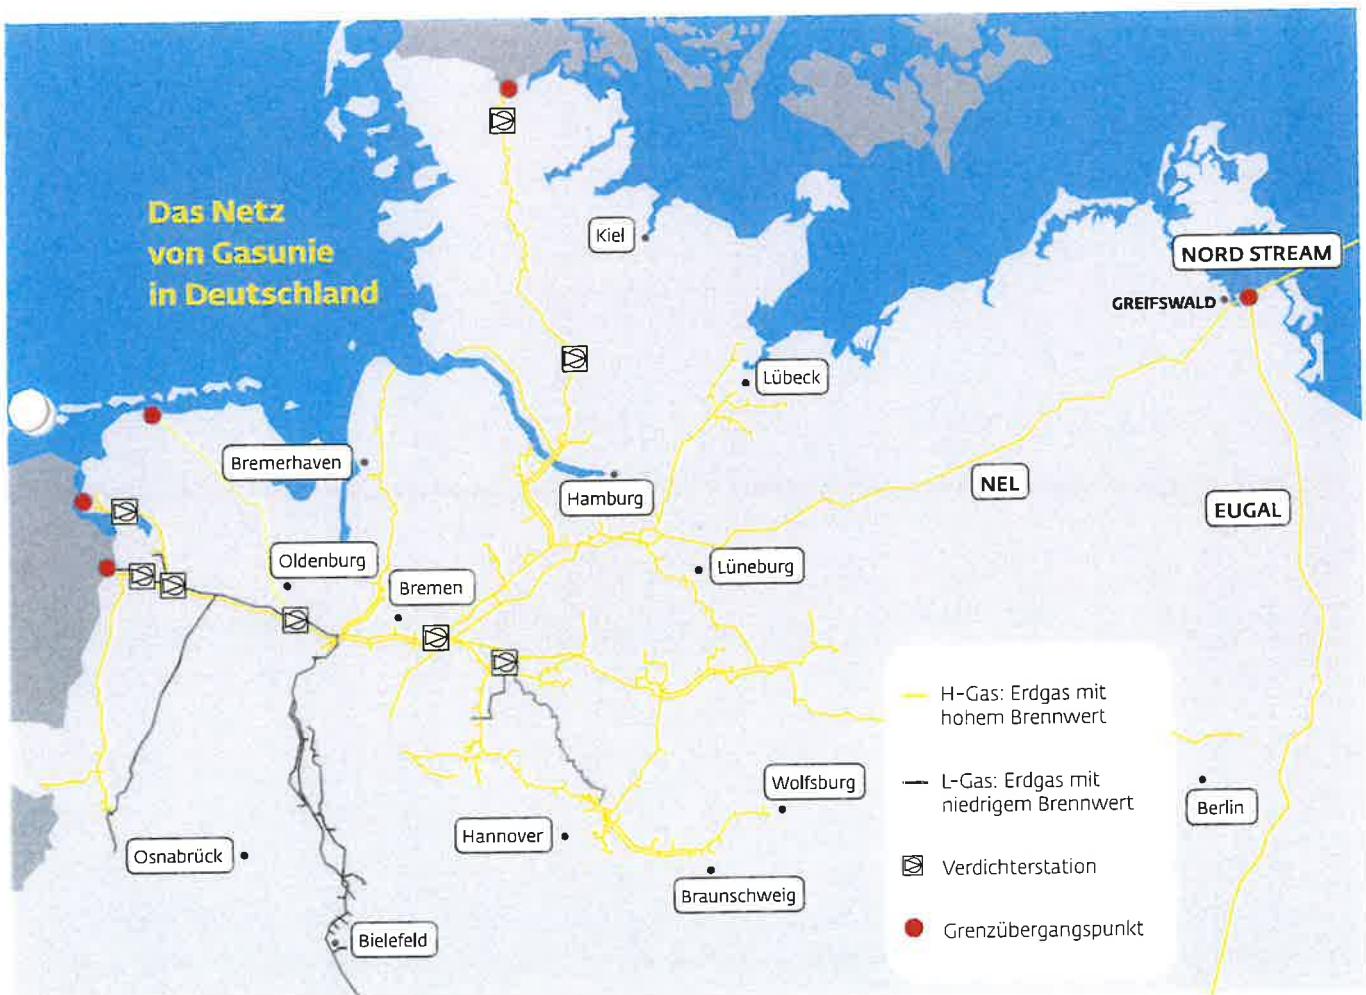 Das Netz
von Gasunie
in Deutschland
Kiel
NORD STREAM
GREIFSWALD
Lübeck
Bremerhaven
Hamburg
NEL
EUGAL
Oldenburg
Bremen
Lüneburg
H-Gas: Erdgas mit
hohem Brennwert
L-Gas: Erdgas mit
niedrigem Brennwert
Wolfsburg
Berlin
Hannover
Osnabrück
Verdichterstation
Braunschweig
Bielefeld
Grenzübergangspunkt